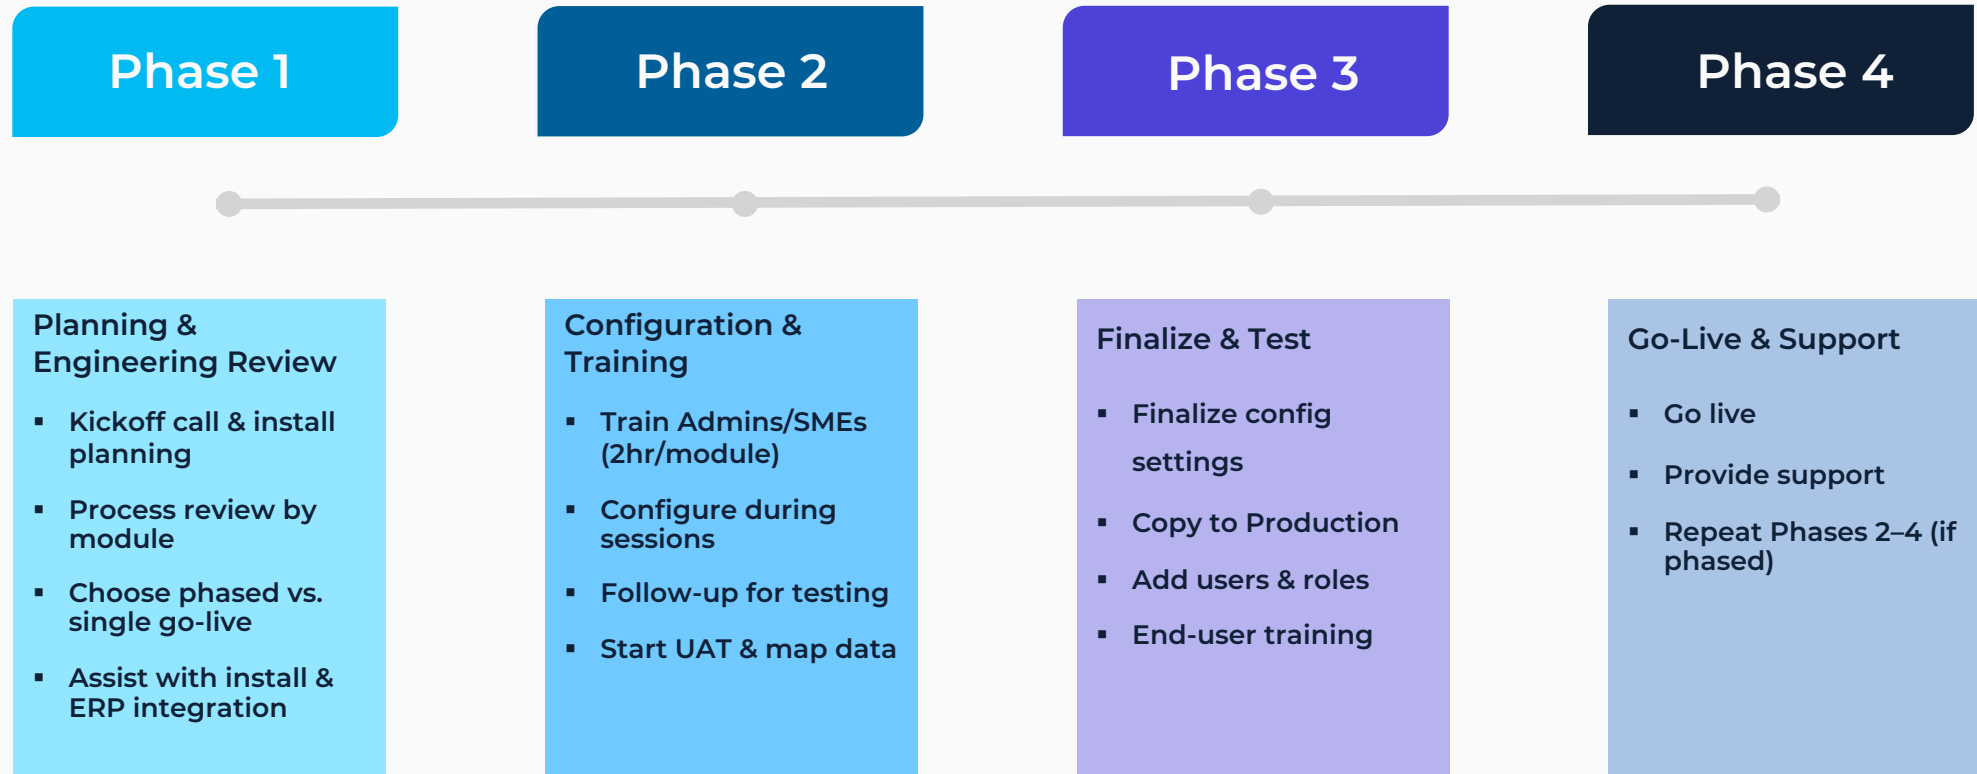 Phase 1
Phase 2
Phase 3
Phase 4
Planning &
Engineering Review
▪ Kickoff call & install
planning
▪ Process review by
module
▪ Choose phased vs.
single go-live
▪ Assist with install &
ERP integration
Configuration &
Training
▪ Train Admins/SMEs
(2hr/module)
▪ Configure during
sessions
▪ Follow-up for testing
▪ Start UAT & map data
Finalize & Test
▪ Finalize config
settings
▪ Copy to Production
▪ Add users & roles
▪ End-user training
Go-Live & Support
▪ Go live
▪ Provide support
▪ Repeat Phases 2–4 (if
phased)